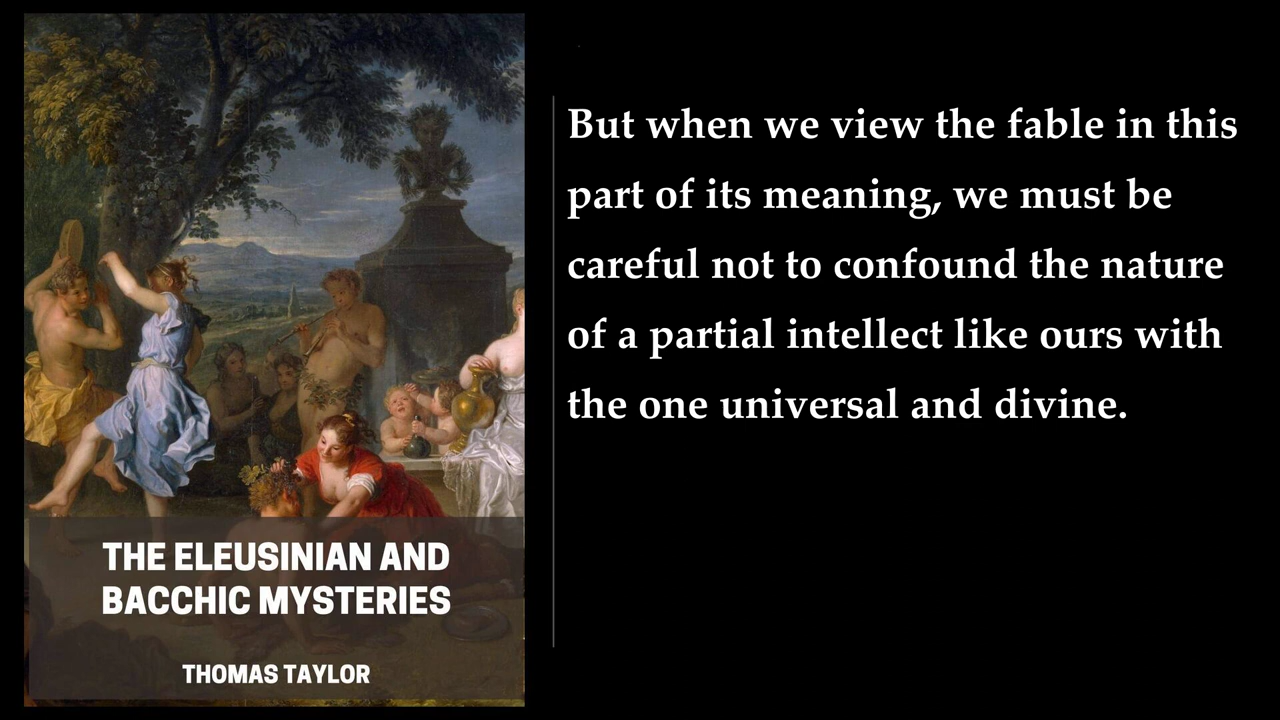 THE ELEUSINIAN AND
BACCHIC MYSTERIES
THOMAS TAYLOR
But when we view the fable in this
part of its meaning, we must be
careful not to confound the nature
of a partial intellect like ours with
the one universal and divine.